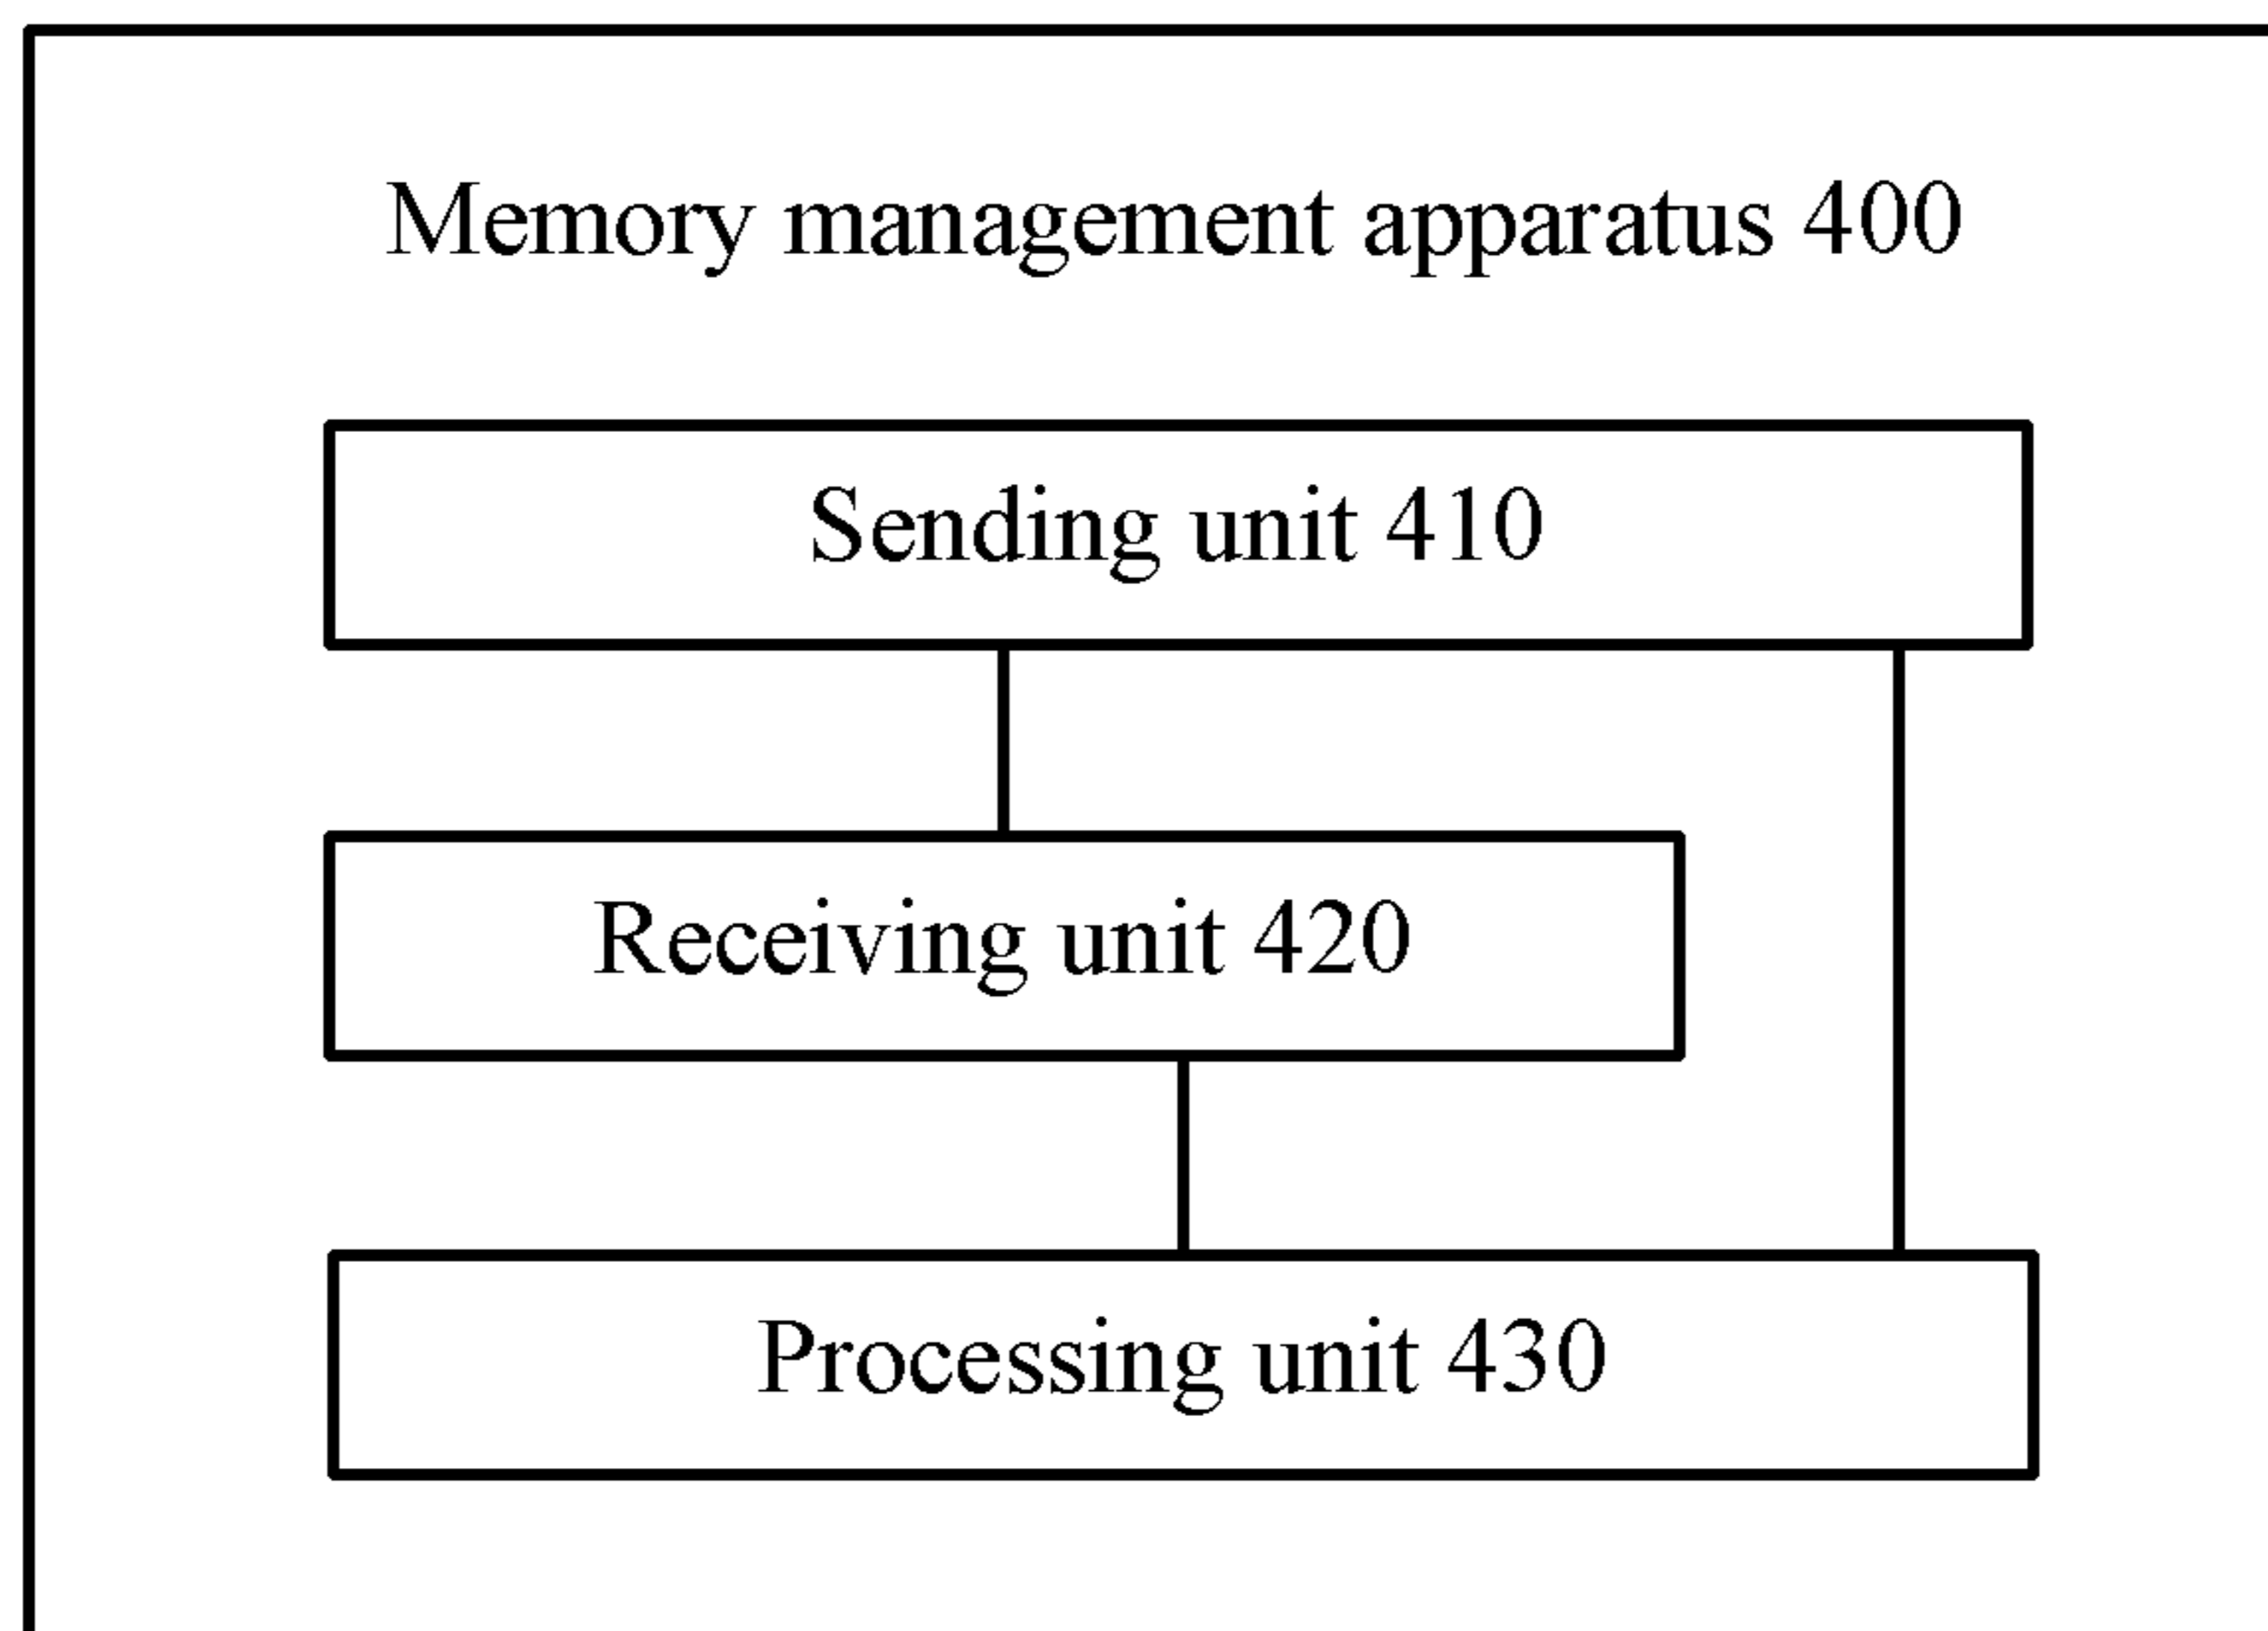 Memory management apparatus 400
Sending unit 410
Receiving unit 420
Processing unit 430